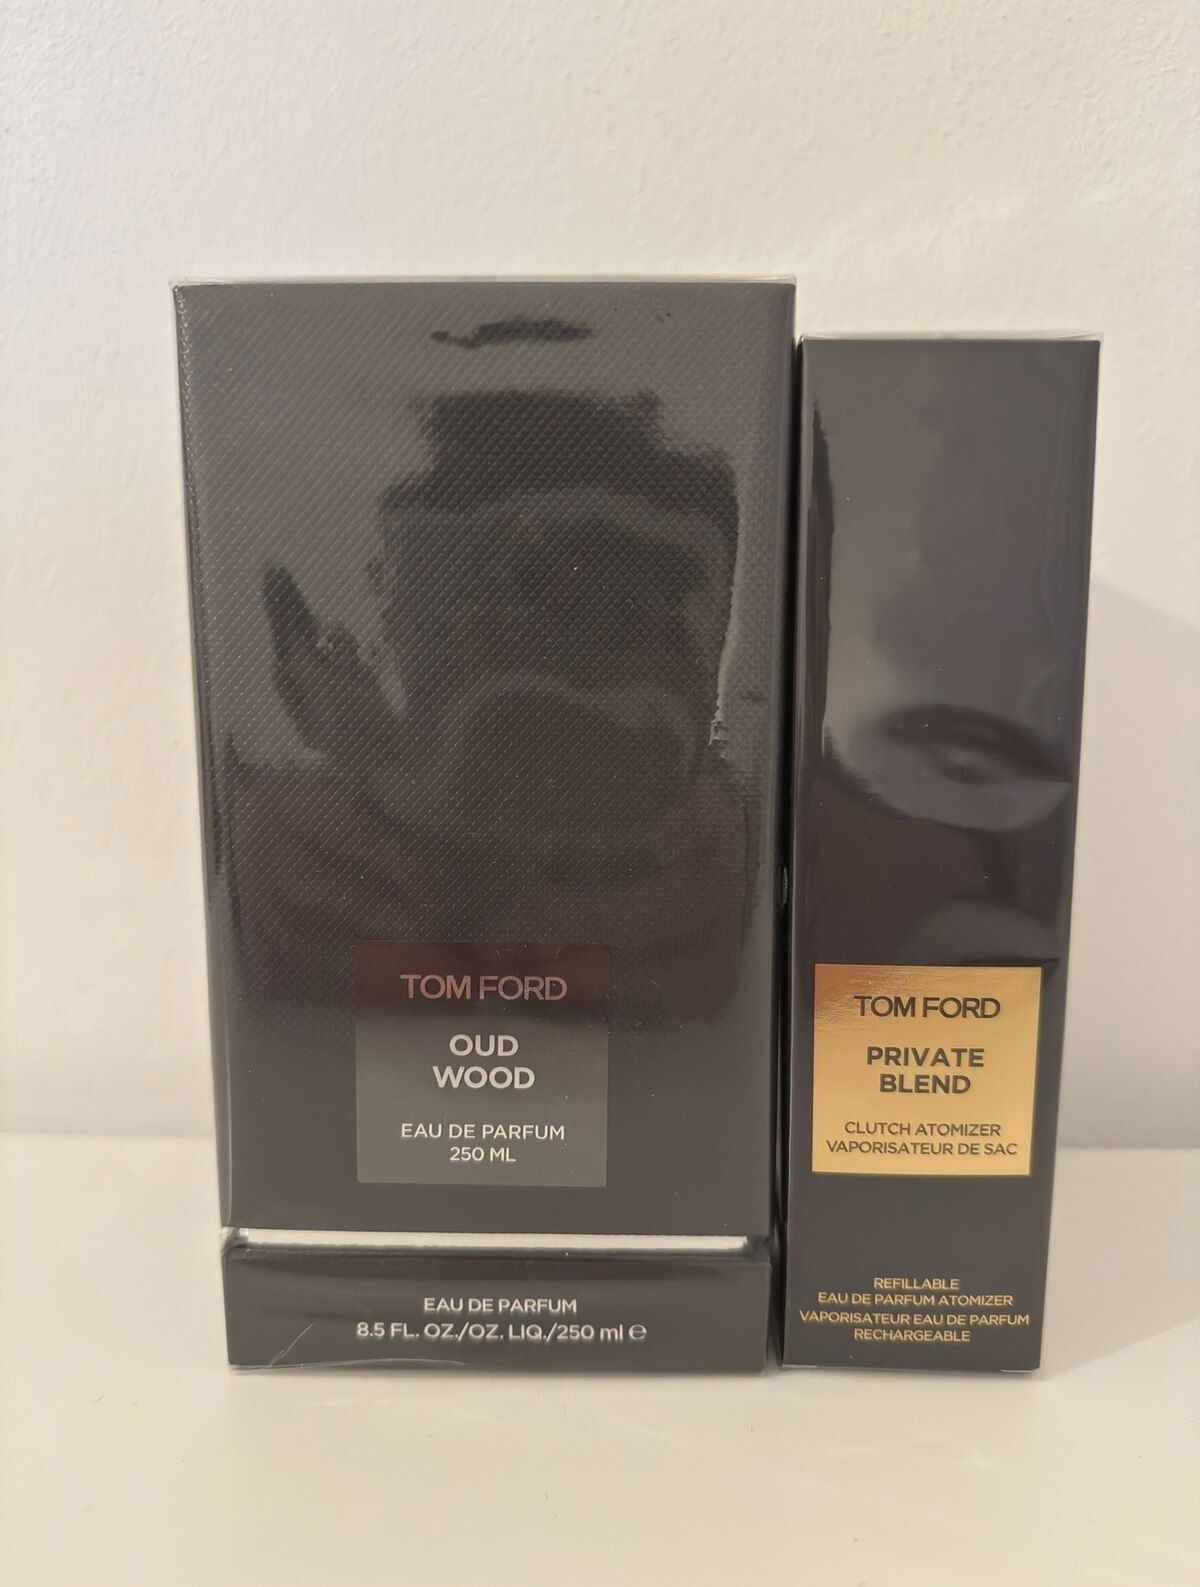 TOM FORD
OUD
WOOD
EAU DE PARFUM
250 ML
EAU DE PARFUM
8.5 FL. OZ./OZ. LIQ./250 ml ℮
TOM FORD
PRIVATE
BLEND
CLUTCH ATOMIZER
VAPORISATEUR DE SAC
REFILLABLE
EAU DE PARFUM ATOMIZER
VAPORISATEUR EAU DE PARFUM
RECHARGEABLE